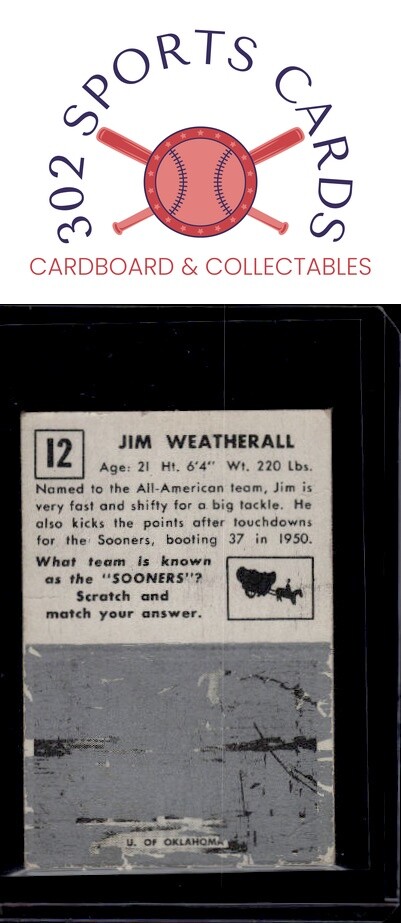 302 SPORTS CARDS
CARDBOARD & COLLECTABLES
12
JIM WEATHERALL
Age: 21 Ht. 6'4" Wt. 220 Lbs.
Named to the All-American team, Jim is
very fast and shifty for a big tackle. He
also kicks the points after touchdowns
for the Sooners, booting 37 in 1950.
What team is known
as the "SOONERS"?
Scratch and
match your answer.
U. OF OKLAHOMA